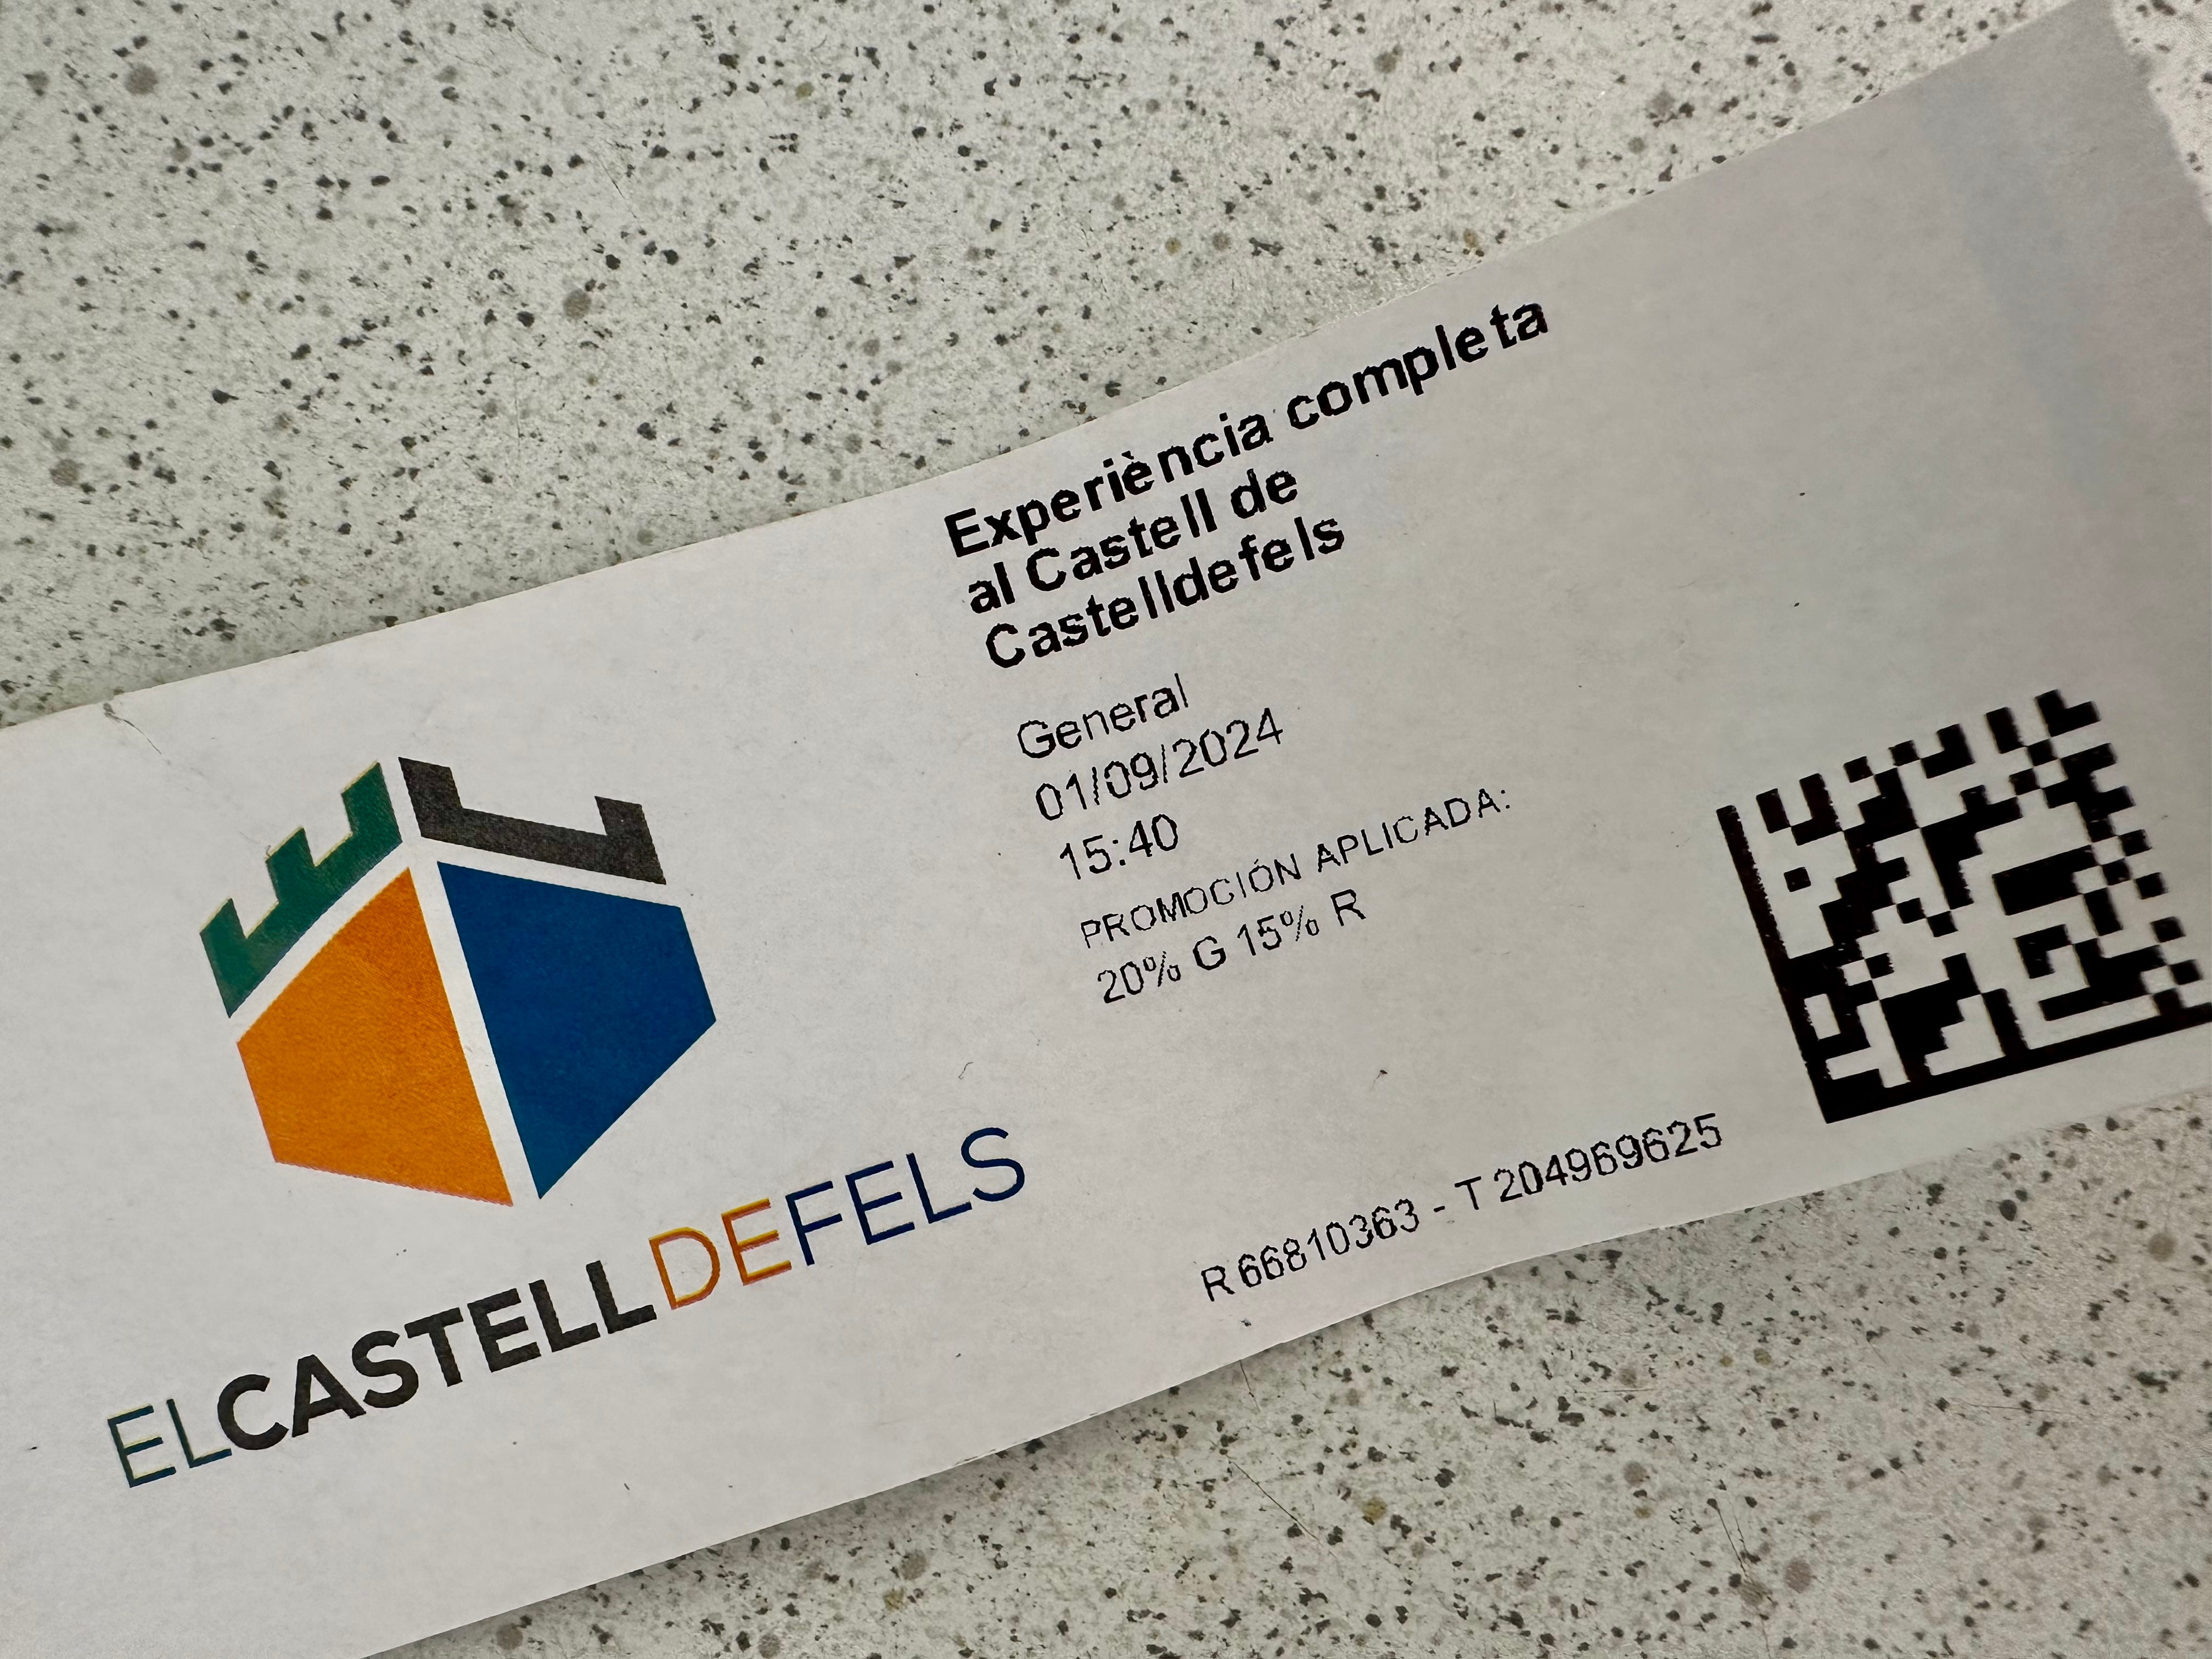 Experiència completa
al Castell de
Castelldefels
General
01/09/2024
15:40
PROMOCIÓN APLICADA:
20% G 15% R
ELCASTELLDEFELS
R 66810363 - T 204969625